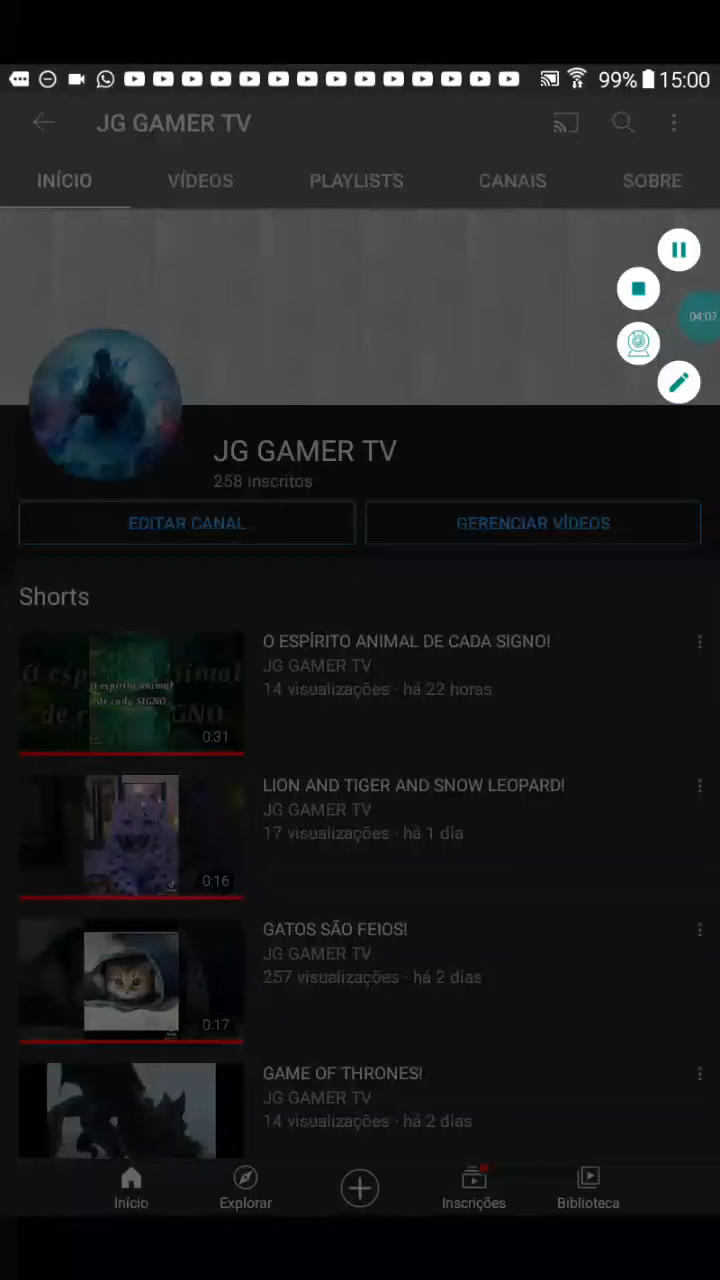 99% 15:00
JG GAMER TV
INÍCIO VÍDEOS PLAYLISTS CANAIS SOBRE
04:02
JG GAMER TV
258 inscritos
EDITAR CANAL GERENCIAR VÍDEOS
Shorts
O espírito animal
de cada SIGNO
0:31
O ESPÍRITO ANIMAL DE CADA SIGNO!
JG GAMER TV
14 visualizações · há 22 horas
0:16
LION AND TIGER AND SNOW LEOPARD!
JG GAMER TV
17 visualizações · há 1 dia
0:17
GATOS SÃO FEIOS!
JG GAMER TV
257 visualizações · há 2 dias
GAME OF THRONES!
JG GAMER TV
14 visualizações · há 2 dias
Início Explorar Inscrições Biblioteca